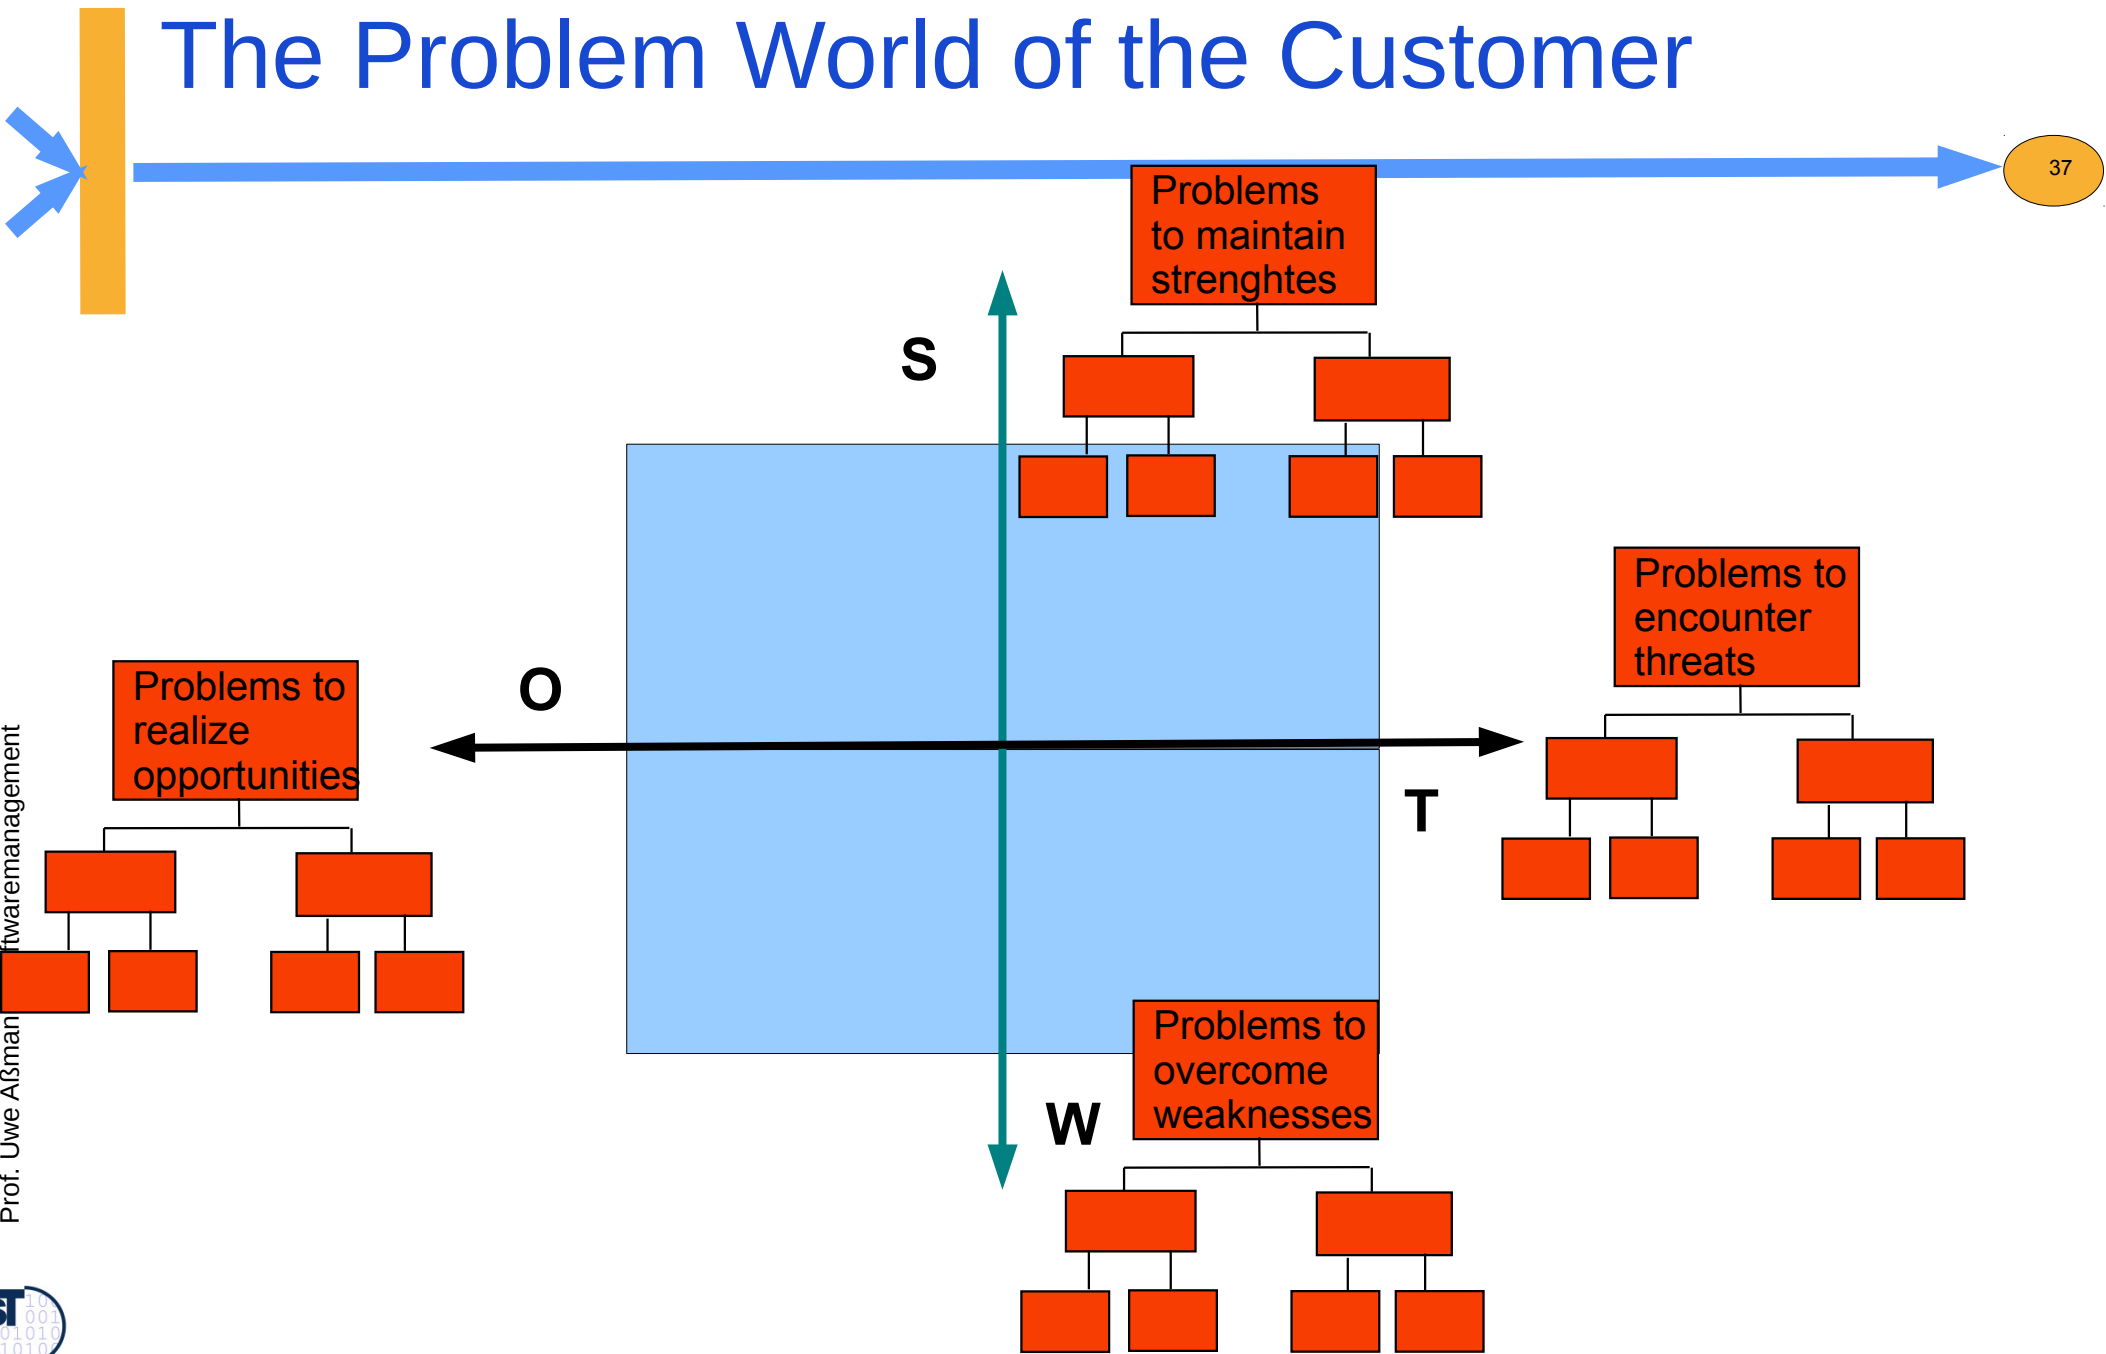 The Problem World of the Customer
37
Problems
to maintain
strenghtes
S
Problems to
encounter
threats
O
Problems to
realize
opportunities
T
Problems to
overcome
weaknesses
W
Prof. Uwe